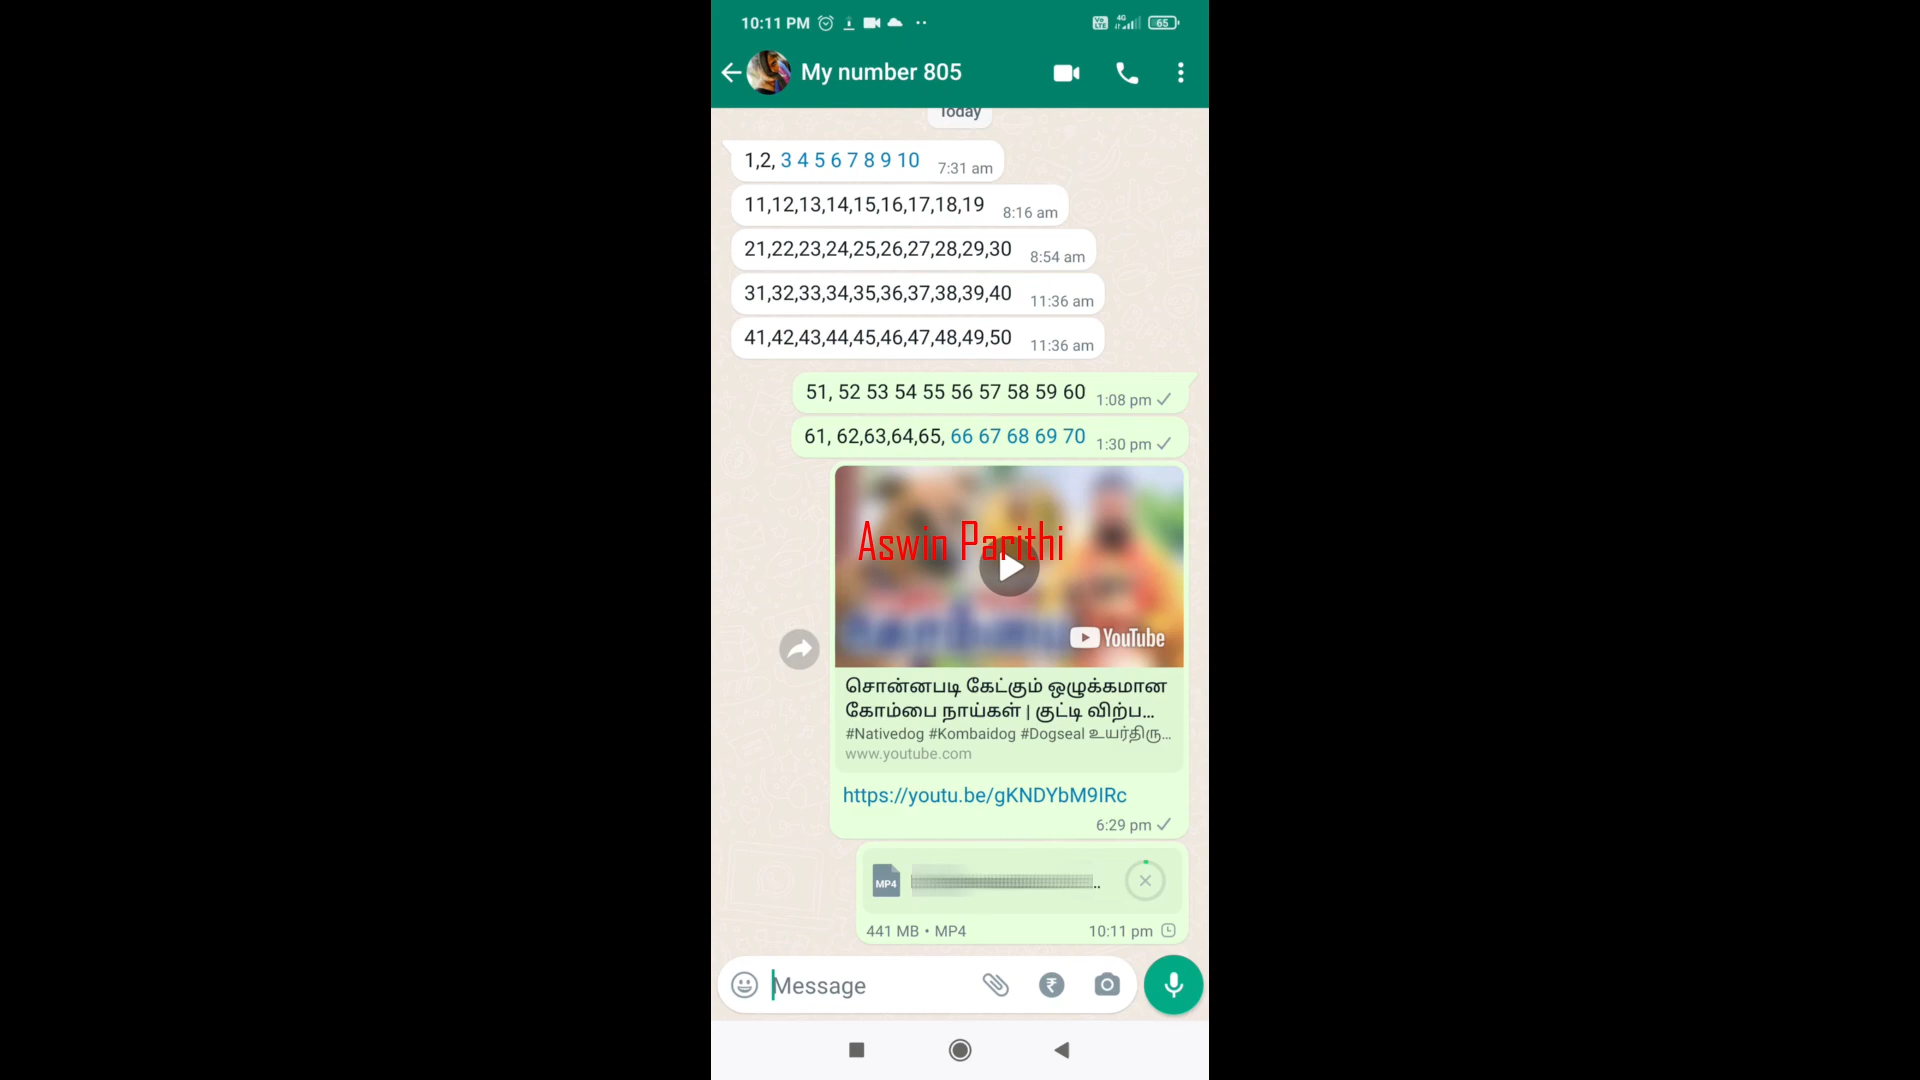 10:11 PM
Vo LTE 4G 65
My number 805
Today
1,2, 3 4 5 6 7 8 9 10 7:31 am
11,12,13,14,15,16,17,18,19 8:16 am
21,22,23,24,25,26,27,28,29,30 8:54 am
31,32,33,34,35,36,37,38,39,40 11:36 am
41,42,43,44,45,46,47,48,49,50 11:36 am
51, 52 53 54 55 56 57 58 59 60 1:08 pm
61, 62,63,64,65, 66 67 68 69 70 1:30 pm
Aswin Parithi
YouTube
சொன்னபடி கேட்கும் ஒழுக்கமான
கோம்பை நாய்கள் | குட்டி விற்ப...
#Nativedog #Kombaidog #Dogseal உயர்திரு...
www.youtube.com
https://youtu.be/gKNDYbM9IRc
6:29 pm
MP4 ...
441 MB • MP4 10:11 pm
Message